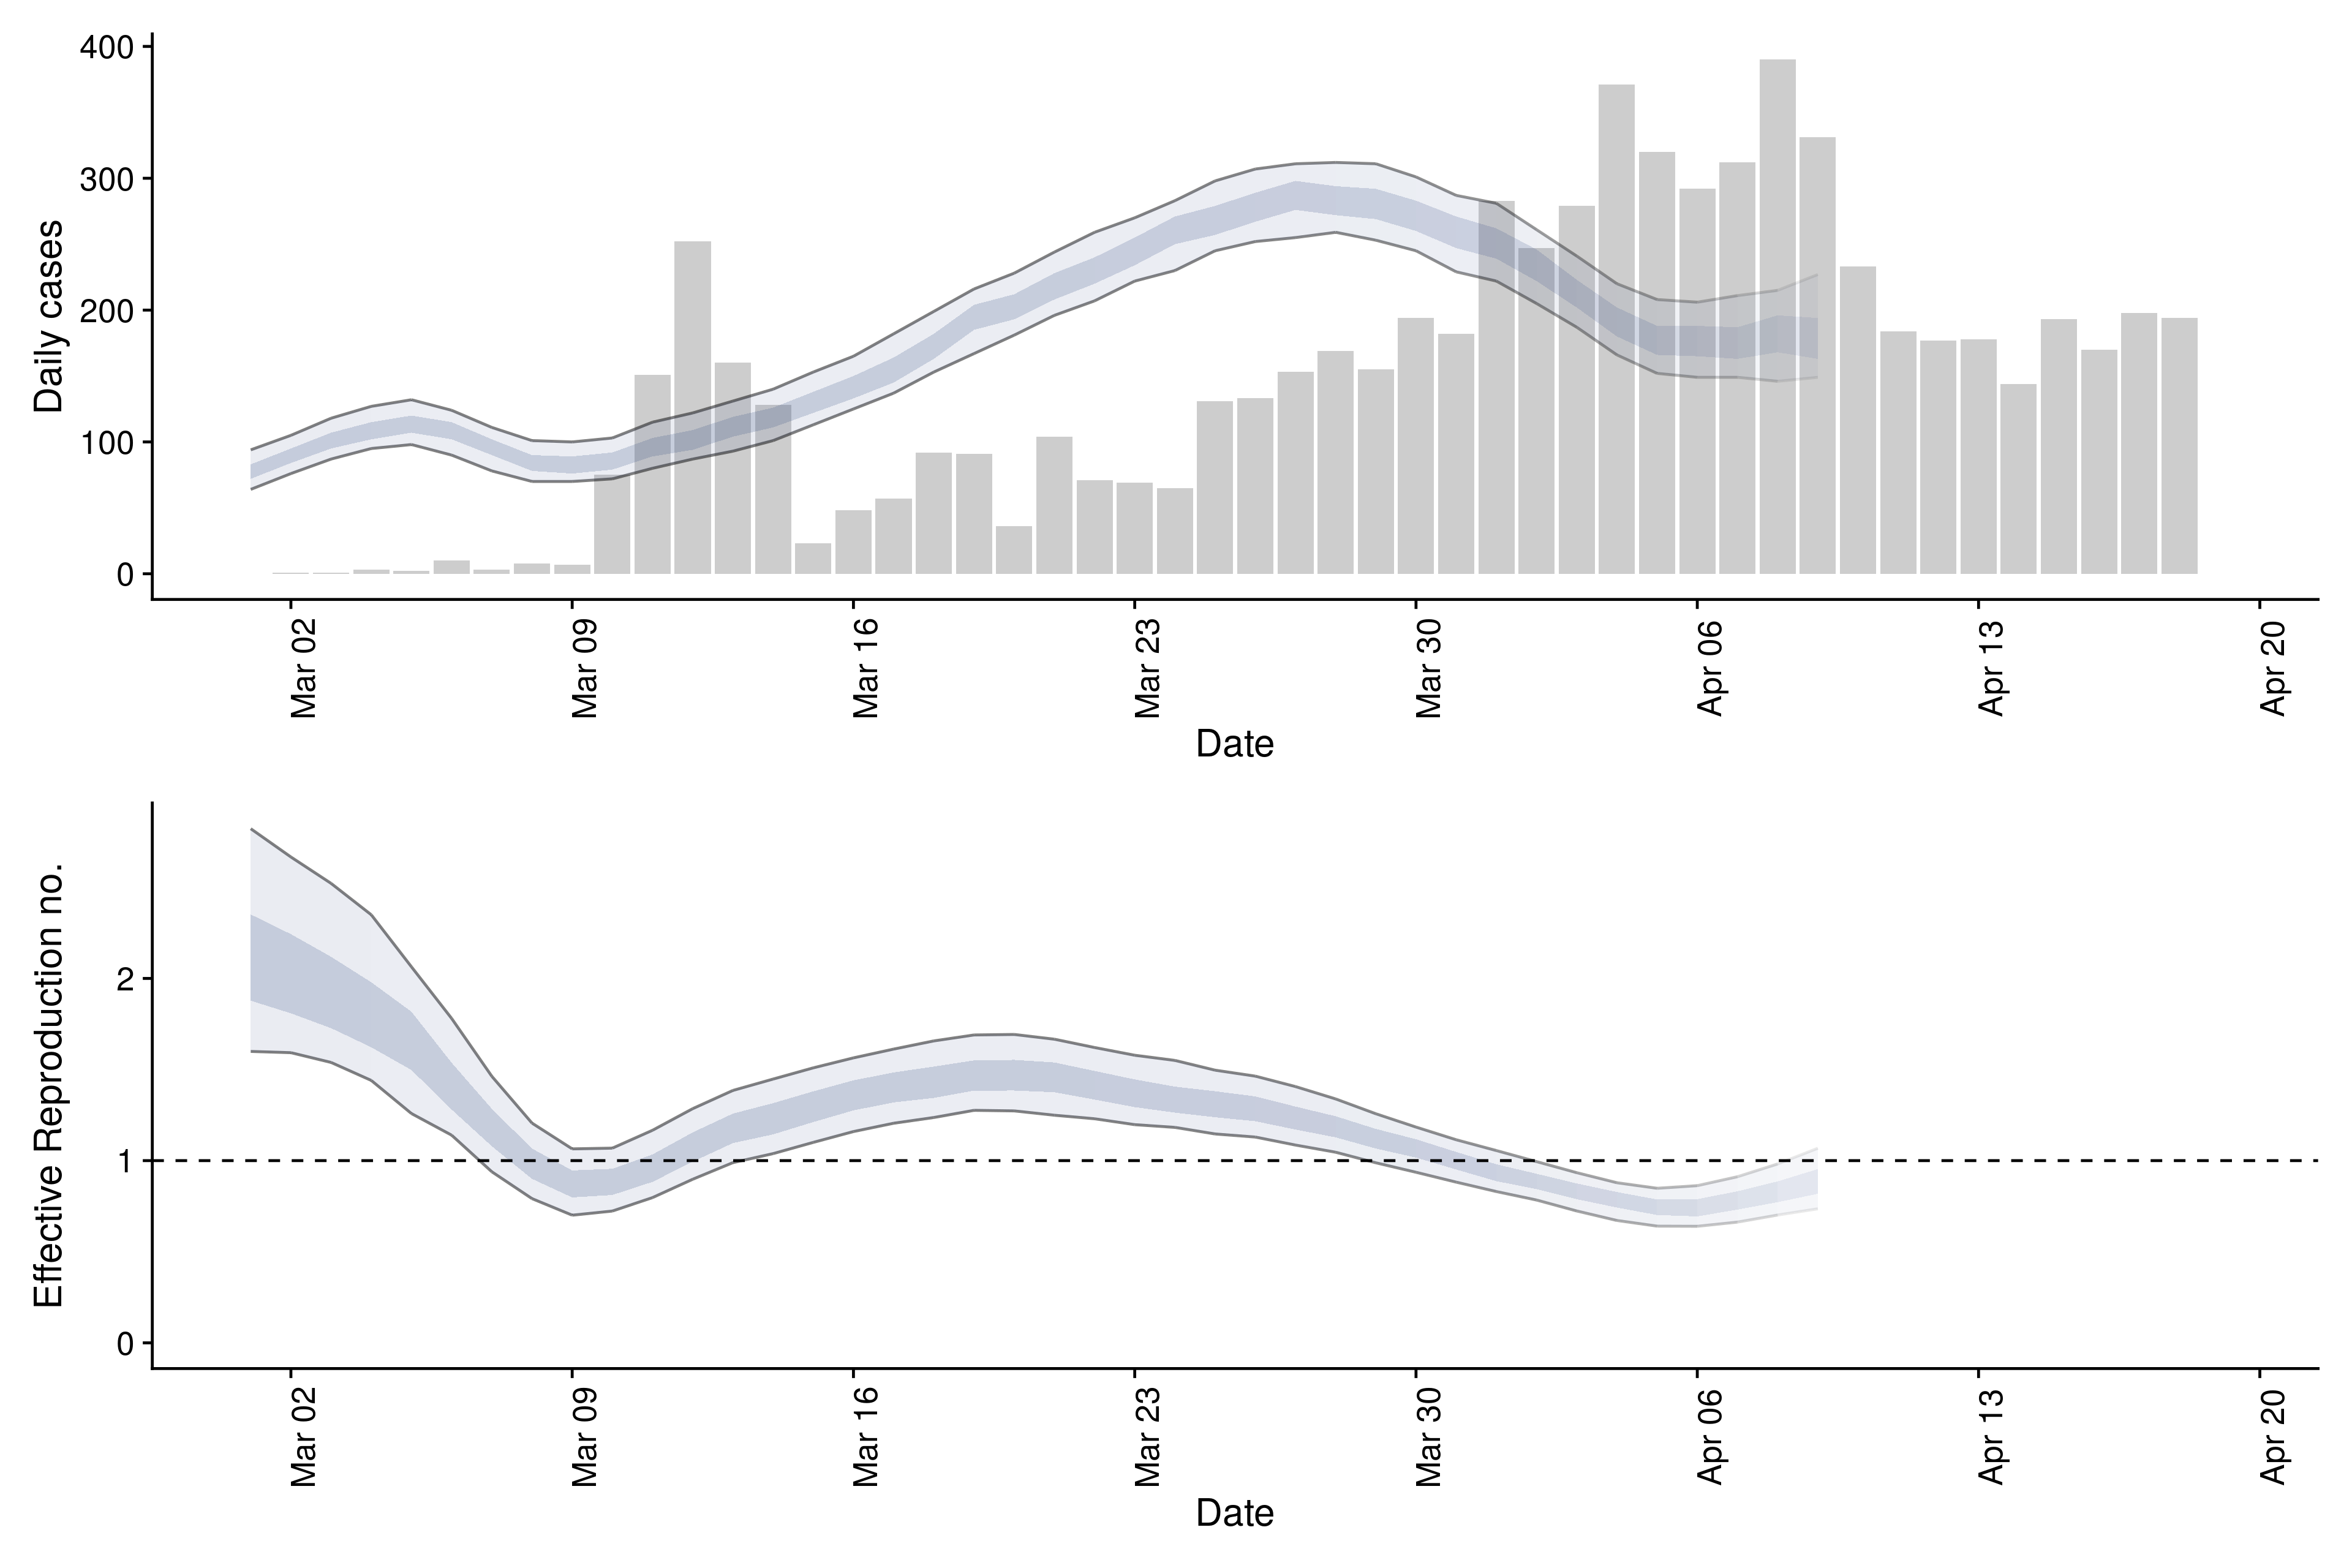 Daily cases
400
300
200
100
0
Mar 02
Mar 09
Mar 16
Mar 23
Mar 30
Apr 06
Apr 13
Apr 20
Date
Effective Reproduction no.
2
1
0
Mar 02
Mar 09
Mar 16
Mar 23
Mar 30
Apr 06
Apr 13
Apr 20
Date